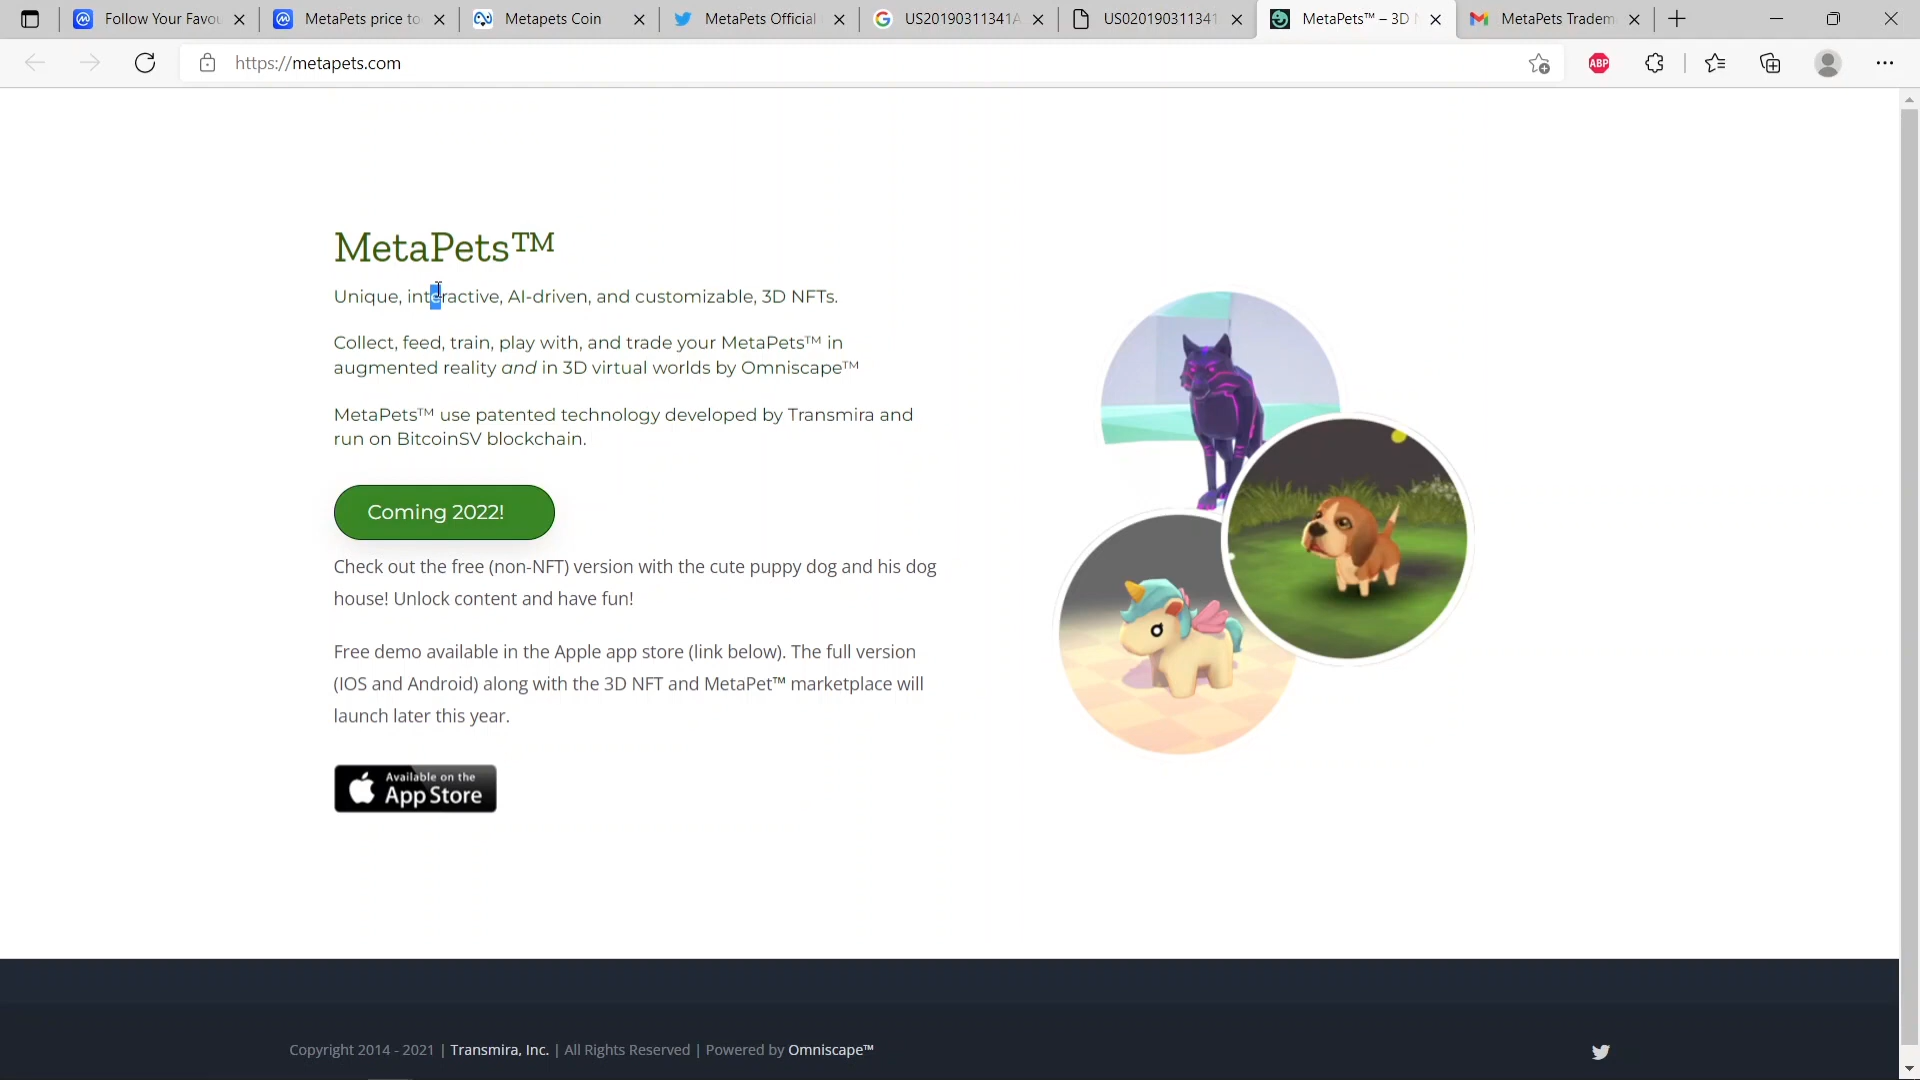 Follow Your Favou
MetaPets price to
Metapets Coin
MetaPets Official
US20190311341A
US020190311341
MetaPets™ – 3D
MetaPets Tradem
https://metapets.com
ABP
MetaPets™
Unique, interactive, AI-driven, and customizable, 3D NFTs.
Collect, feed, train, play with, and trade your MetaPets™ in
augmented reality and in 3D virtual worlds by Omniscape™
MetaPets™ use patented technology developed by Transmira and
run on BitcoinSV blockchain.
Coming 2022!
Check out the free (non-NFT) version with the cute puppy dog and his dog
house! Unlock content and have fun!
Free demo available in the Apple app store (link below). The full version
(IOS and Android) along with the 3D NFT and MetaPet™ marketplace will
launch later this year.
Available on the
App Store
Copyright 2014 - 2021 | Transmira, Inc. | All Rights Reserved | Powered by Omniscape™